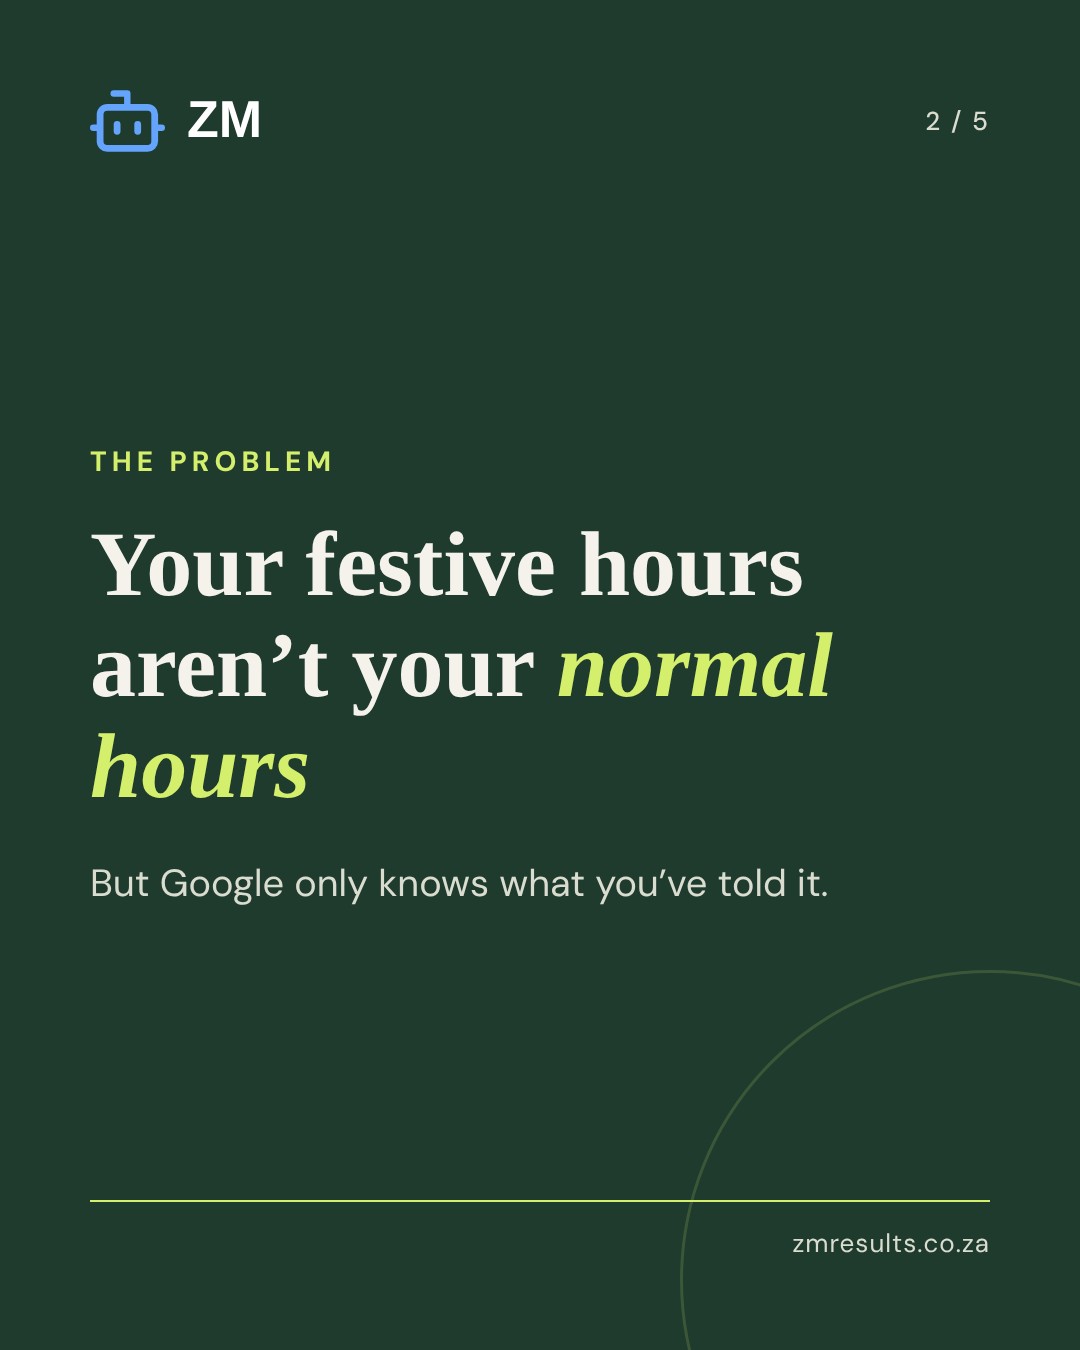 ZM
2 / 5
THE PROBLEM
Your festive hours
aren’t your normal
hours
But Google only knows what you’ve told it.
zmresults.co.za